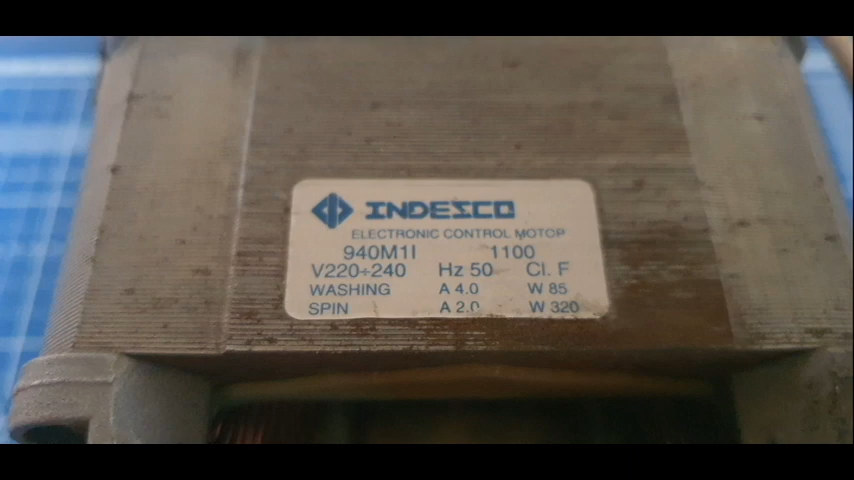 INDESCO
ELECTRONIC CONTROL MOTOR
940M1I 1100
V220÷240 Hz 50 Cl. F
WASHING A 4.0 W 85
SPIN A 2.0 W 320